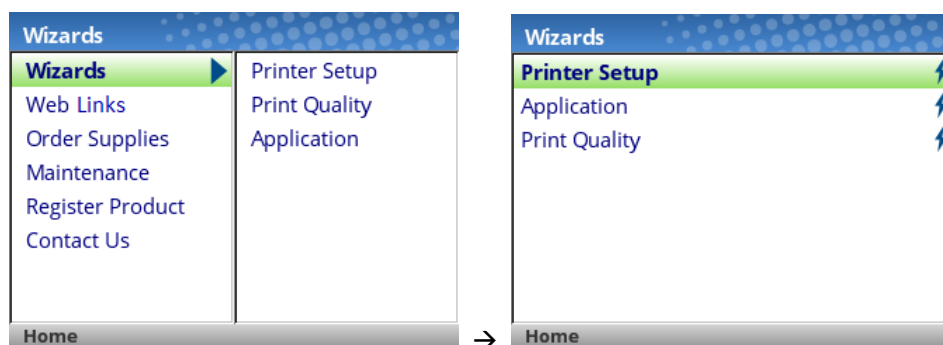 Wizards
Wizards
Web Links
Order Supplies
Maintenance
Register Product
Contact Us
Printer Setup
Print Quality
Application
Home
→
Wizards
Printer Setup
Application
Print Quality
Home